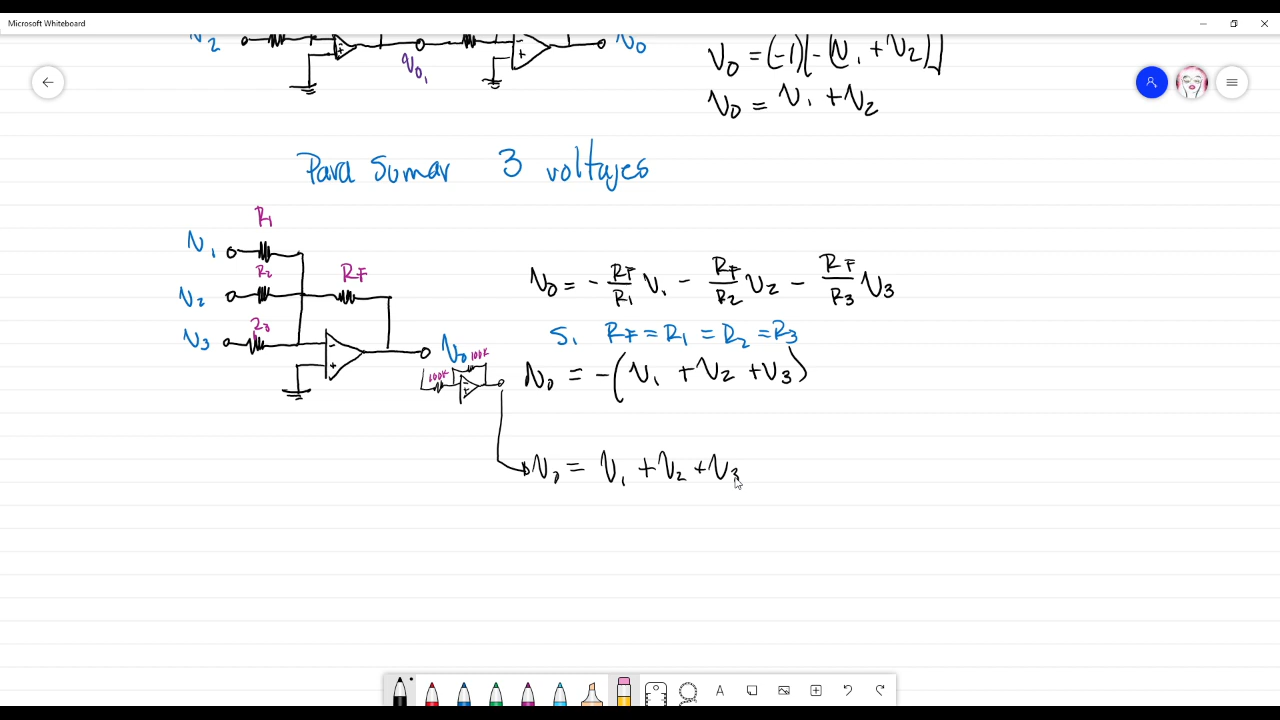 Microsoft Whiteboard
V2
Vo1
Vo
Vo = (-1)[-(V1 + V2)]
Vo = V1 + V2
Para sumar 3 voltajes
R1
V1
R2
RF
V2
V3
Vo = - RF/R1 V1 - RF/R2 V2 - RF/R3 V3
Si RF = R1 = R2 = R3
Vo
100K
100K
Vo = -(V1 + V2 + V3)
Vo = V1 + V2 + V3